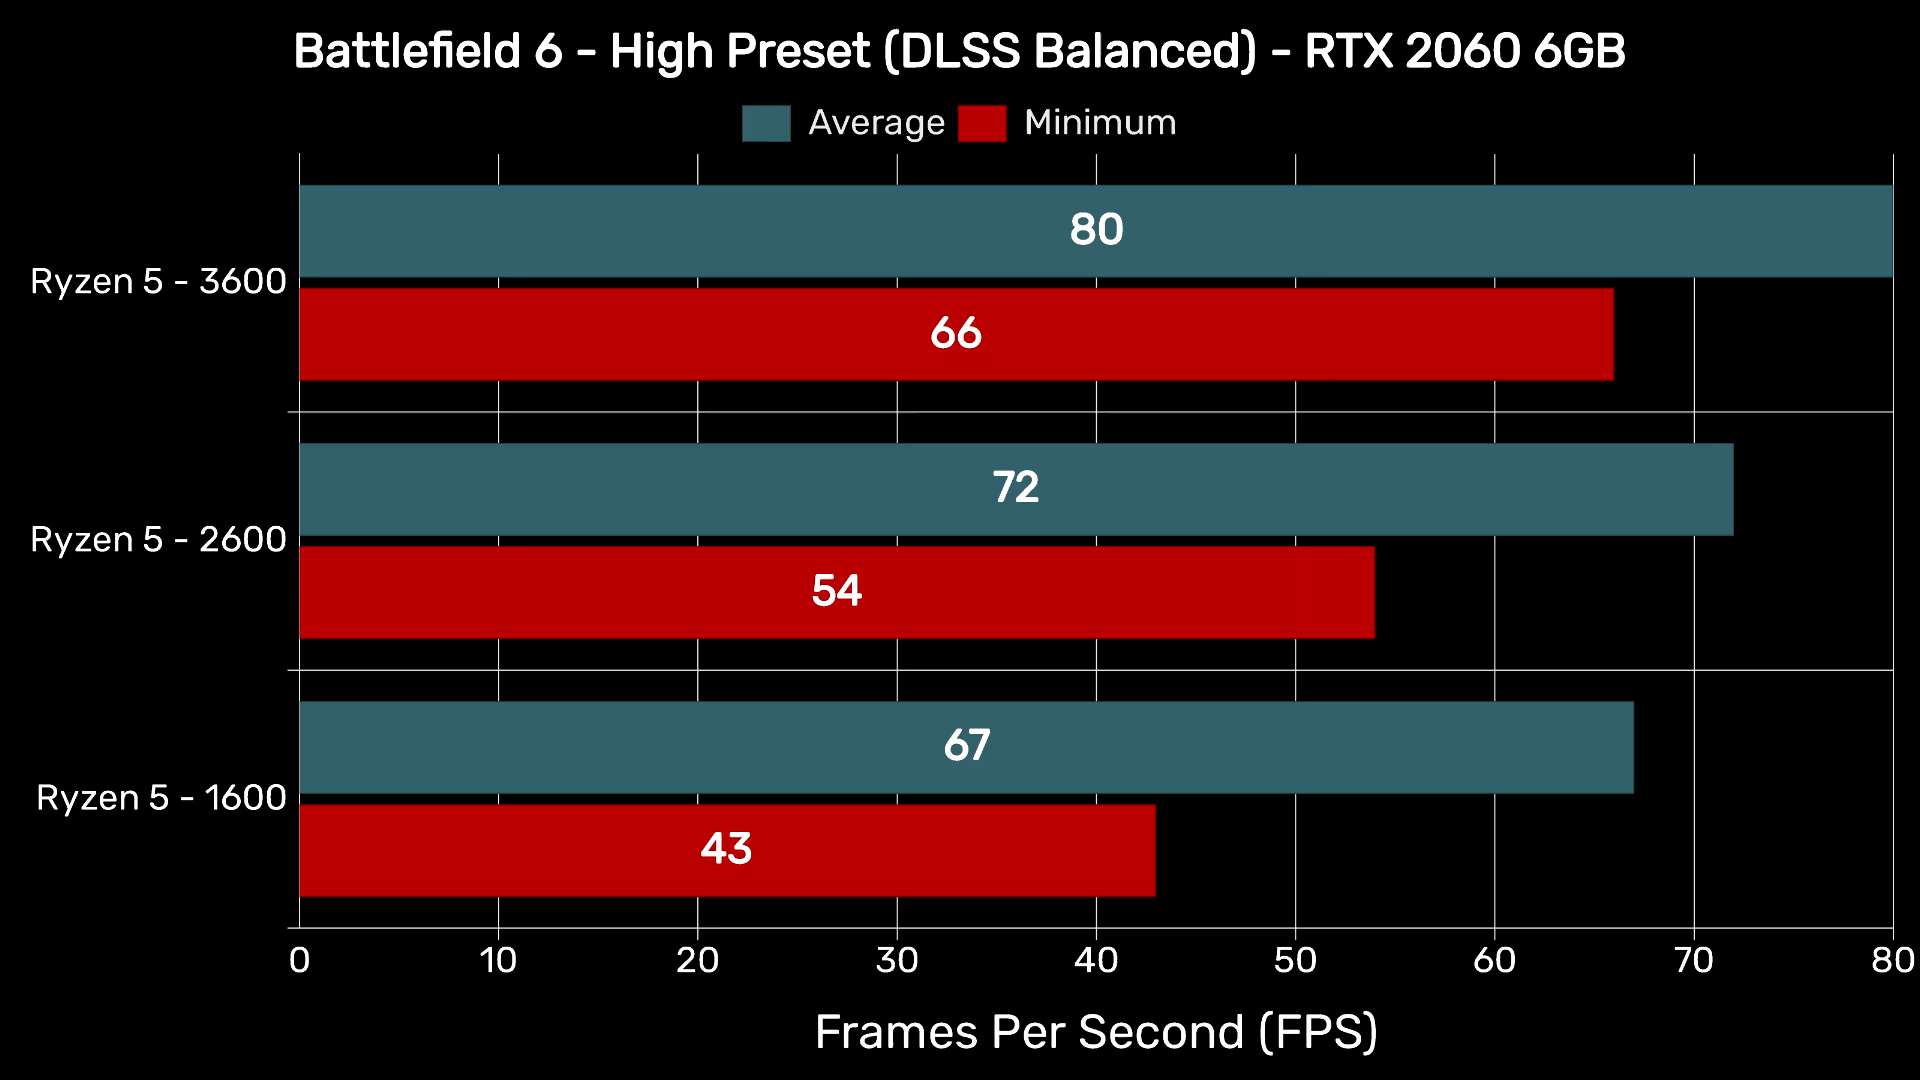 Battlefield 6 - High Preset (DLSS Balanced) - RTX 2060 6GB
Average Minimum
80
Ryzen 5 - 3600
66
72
Ryzen 5 - 2600
54
67
Ryzen 5 - 1600
43
0 10 20 30 40 50 60 70 80
Frames Per Second (FPS)